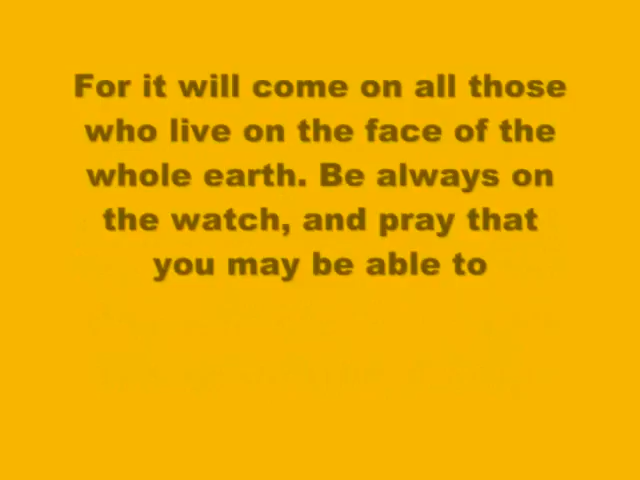 For it will come on all those
who live on the face of the
whole earth. Be always on
the watch, and pray that
you may be able to